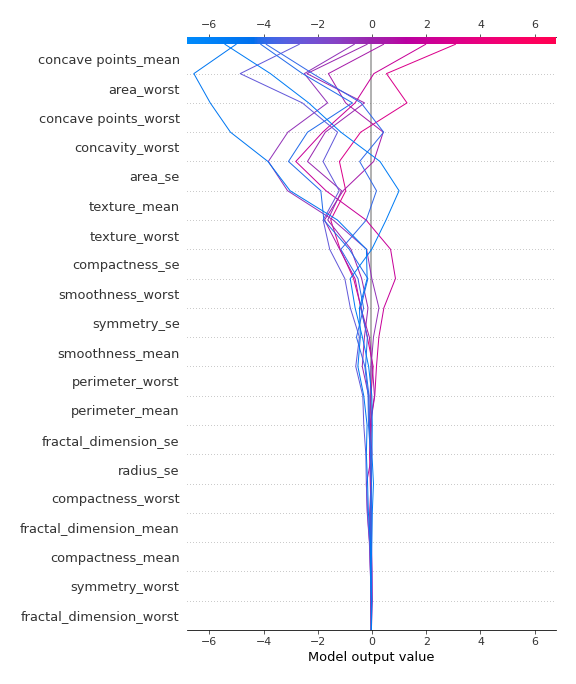 −6 −4 −2 0 2 4 6
concave points_mean
area_worst
concave points_worst
concavity_worst
area_se
texture_mean
texture_worst
compactness_se
smoothness_worst
symmetry_se
smoothness_mean
perimeter_worst
perimeter_mean
fractal_dimension_se
radius_se
compactness_worst
fractal_dimension_mean
compactness_mean
symmetry_worst
fractal_dimension_worst
−6 −4 −2 0 2 4 6
Model output value